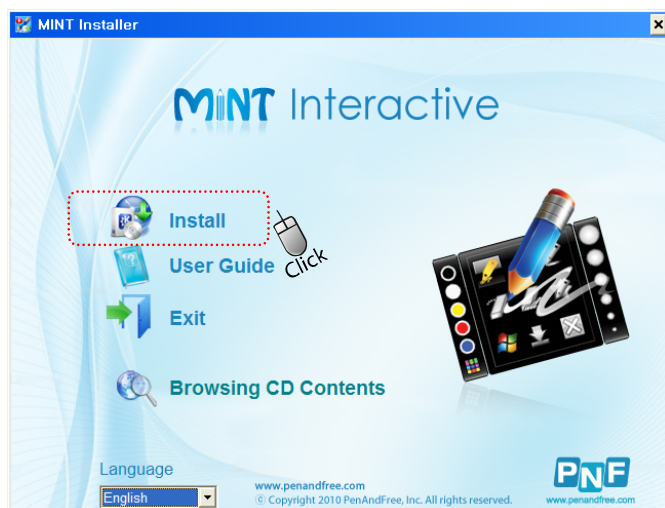 MINT Installer
MiNT Interactive
Install
Click
User Guide
Exit
Browsing CD Contents
Language
English
www.penandfree.com
© Copyright 2010 PenAndFree, Inc. All rights reserved.
PNF
www.penandfree.com